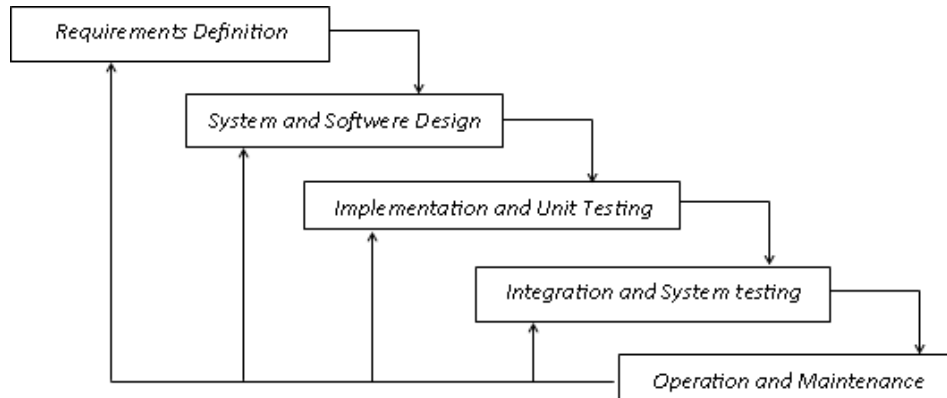 Requirements Definition
System and Softwere Design
Implementation and Unit Testing
Integration and System testing
Operation and Maintenance